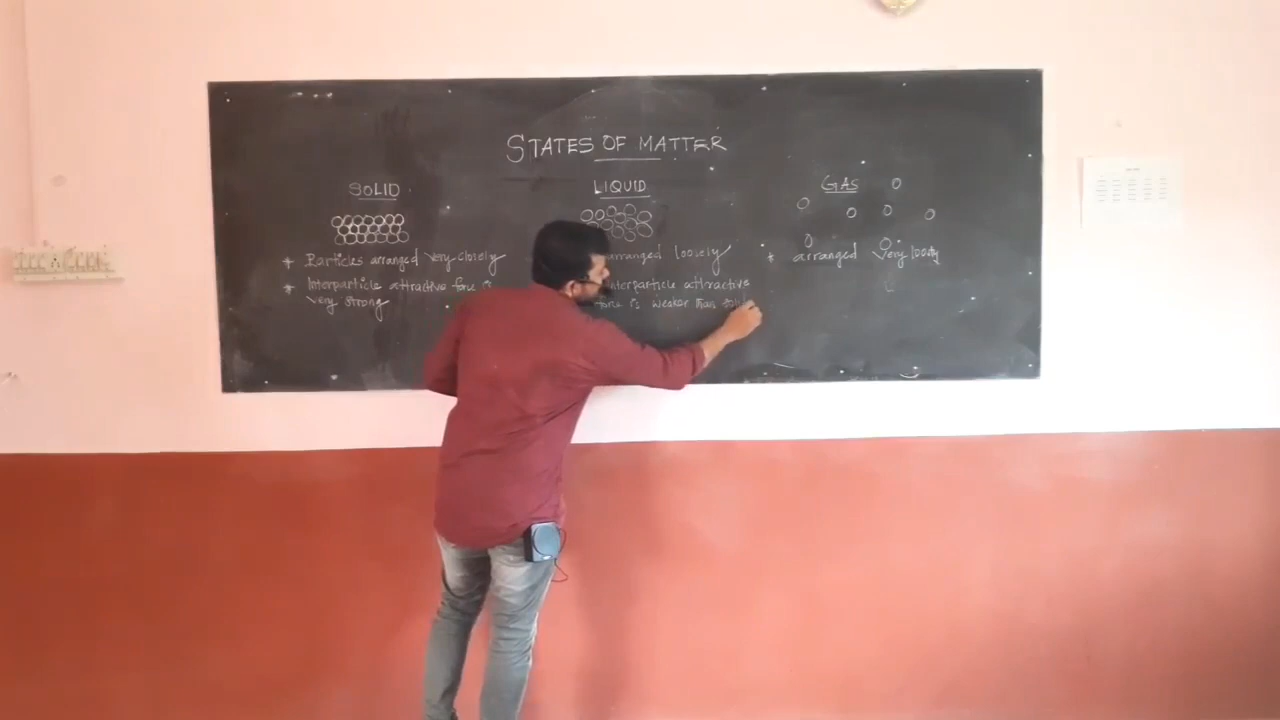 STATES OF MATTER
SOLID
* Particles arranged very closely
* Interparticle attractive force is
very strong
LIQUID
arranged loosely
Interparticle attractive
force is weaker than
GAS
* arranged very loosely